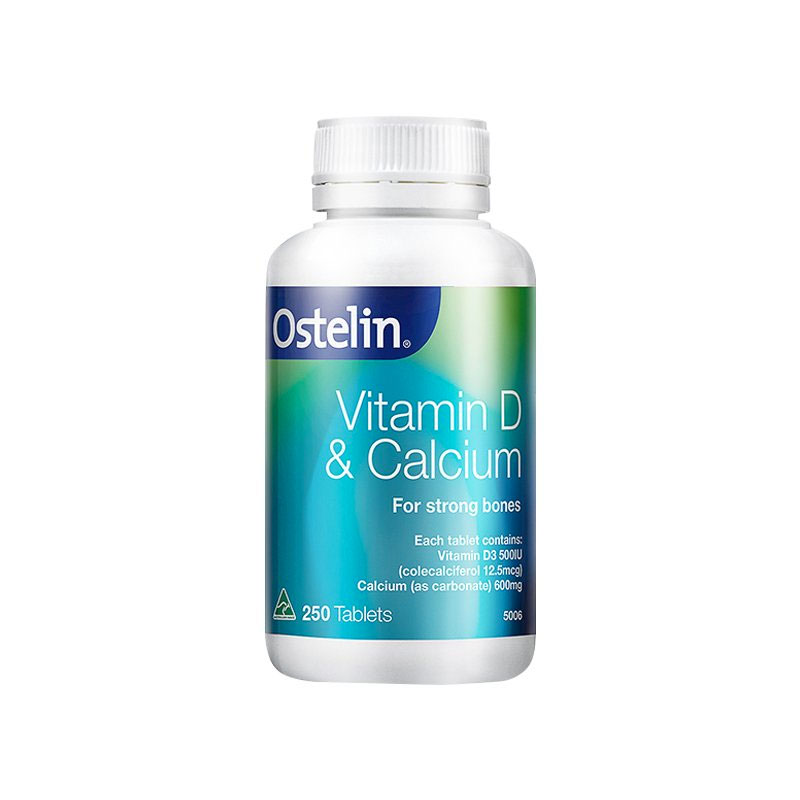 Ostelin®
Vitamin D
& Calcium
For strong bones
Each tablet contains:
Vitamin D3 500IU
(colecalciferol 12.5mcg)
Calcium (as carbonate) 600mg
250 Tablets
5006